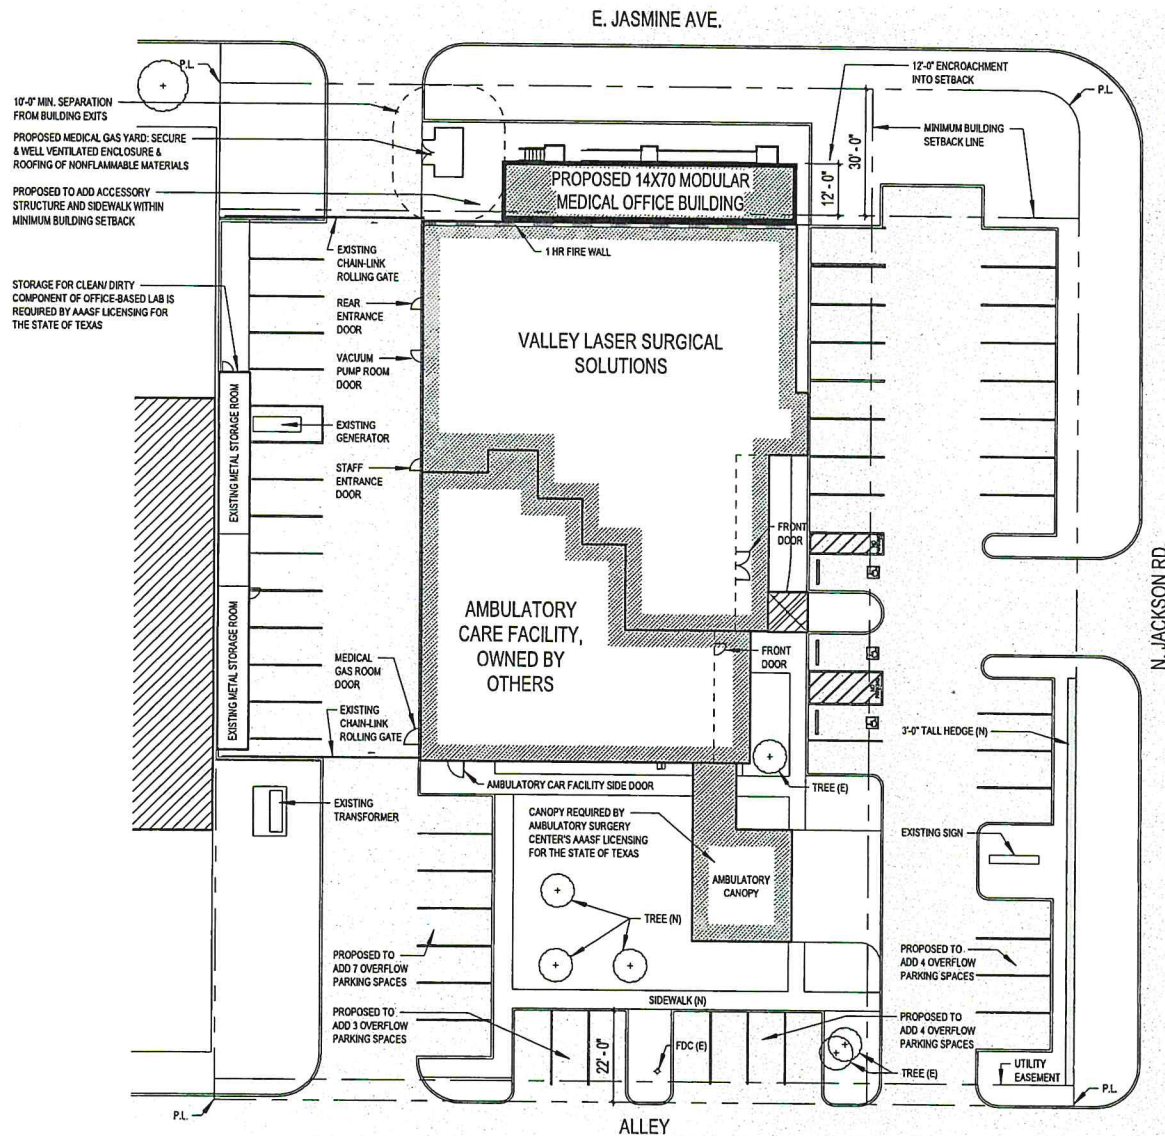 E. JASMINE AVE.
P.L.
12'-0" ENCROACHMENT
INTO SETBACK
P.L.
10'-0" MIN. SEPARATION
FROM BUILDING EXITS
MINIMUM BUILDING
SETBACK LINE
PROPOSED MEDICAL GAS YARD: SECURE
& WELL VENTILATED ENCLOSURE &
ROOFING OF NONFLAMMABLE MATERIALS
30' - 0"
12' - 0"
PROPOSED 14X70 MODULAR
MEDICAL OFFICE BUILDING
PROPOSED TO ADD ACCESSORY
STRUCTURE AND SIDEWALK WITHIN
MINIMUM BUILDING SETBACK
EXISTING
CHAIN-LINK
ROLLING GATE
1 HR FIRE WALL
STORAGE FOR CLEAN/ DIRTY
COMPONENT OF OFFICE-BASED LAB IS
REQUIRED BY AAASF LICENSING FOR
THE STATE OF TEXAS
REAR
ENTRANCE
DOOR
VALLEY LASER SURGICAL
SOLUTIONS
VACUUM
PUMP ROOM
DOOR
EXISTING METAL STORAGE ROOM
EXISTING
GENERATOR
STAFF
ENTRANCE
DOOR
FRONT
DOOR
N. JACKSON RD.
AMBULATORY
CARE FACILITY,
OWNED BY
OTHERS
EXISTING METAL STORAGE ROOM
MEDICAL
GAS ROOM
DOOR
FRONT
DOOR
EXISTING
CHAIN-LINK
ROLLING GATE
3'-0" TALL HEDGE (N)
AMBULATORY CAR FACILITY SIDE DOOR
TREE (E)
EXISTING
TRANSFORMER
CANOPY REQUIRED BY
AMBULATORY SURGERY
CENTER'S AAASF LICENSING
FOR THE STATE OF TEXAS
EXISTING SIGN
AMBULATORY
CANOPY
TREE (N)
PROPOSED TO
ADD 7 OVERFLOW
PARKING SPACES
PROPOSED TO
ADD 4 OVERFLOW
PARKING SPACES
SIDEWALK (N)
PROPOSED TO
ADD 3 OVERFLOW
PARKING SPACES
22' - 0"
FDC (E)
PROPOSED TO
ADD 4 OVERFLOW
PARKING SPACES
TREE (E)
UTILITY
EASEMENT
P.L.
P.L.
ALLEY